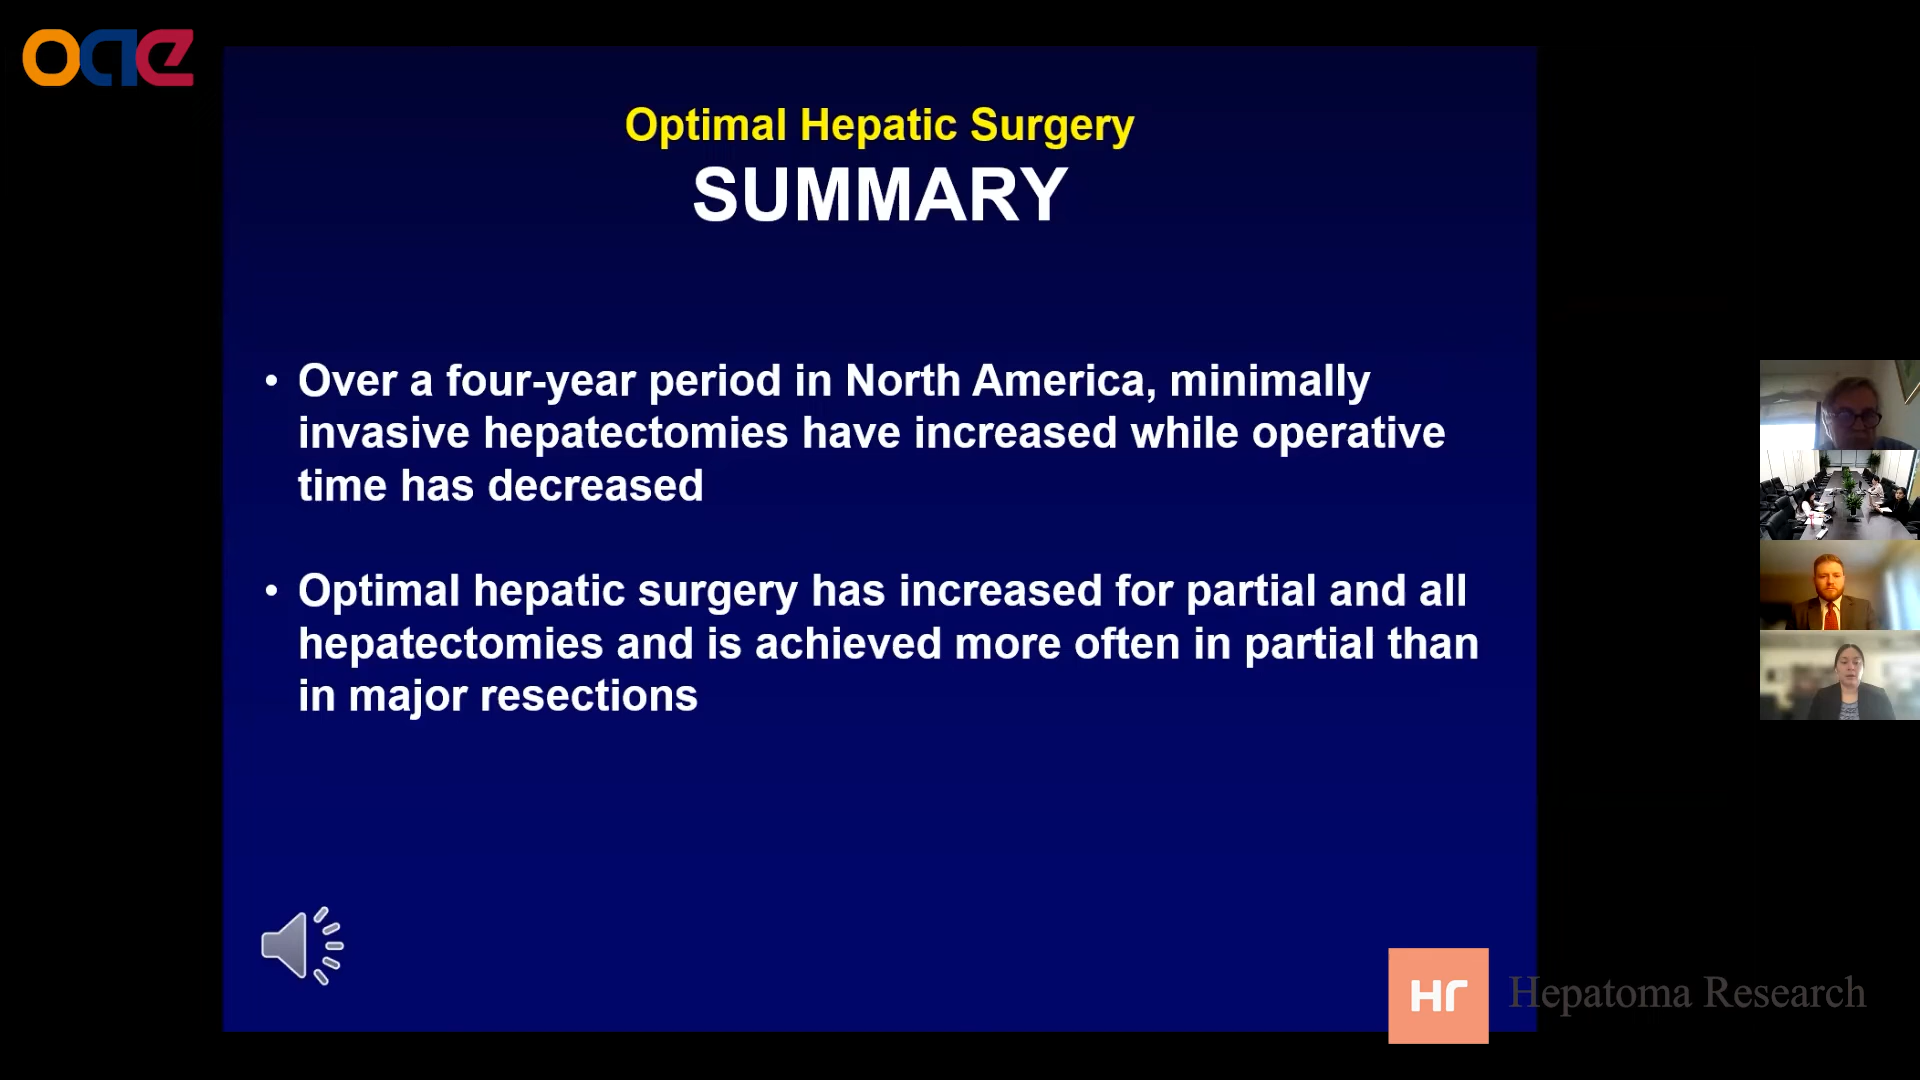 oae
Optimal Hepatic Surgery
SUMMARY
• Over a four-year period in North America, minimally
invasive hepatectomies have increased while operative
time has decreased
• Optimal hepatic surgery has increased for partial and all
hepatectomies and is achieved more often in partial than
in major resections
Hr Hepatoma Research